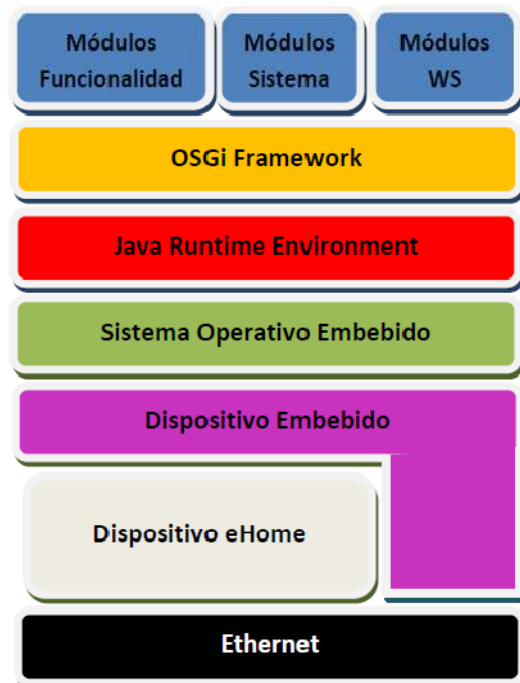 Módulos
Funcionalidad
Módulos
Sistema
Módulos
WS
OSGi Framework
Java Runtime Environment
Sistema Operativo Embebido
Dispositivo Embebido
Dispositivo eHome
Ethernet